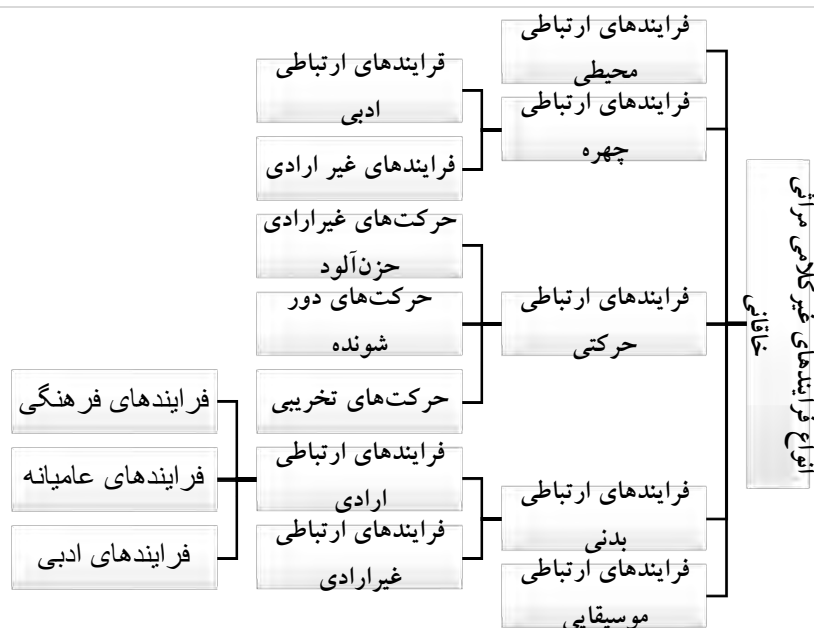 انواع فرایندهای غیرکلامی مراثی
خاقانی
فرایندهای ارتباطی
محیطی
فرایندهای ارتباطی
چهره
قرایندهای ارتباطی
ادبی
فرایندهای غیر ارادی
فرایندهای ارتباطی
حرکتی
حرکت‌های غیرارادی
حزن‌آلود
حرکت‌های دور
شونده
حرکت‌های تخریبی
فرایندهای ارتباطی
بدنی
فرایندهای ارتباطی
ارادی
فرایندهای فرهنگی
فرایندهای عامیانه
فرایندهای ادبی
فرایندهای ارتباطی
غیرارادی
فرایندهای ارتباطی
موسیقایی